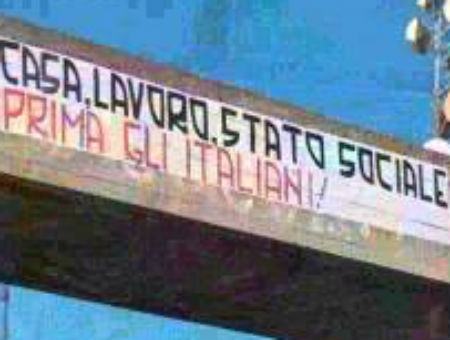 CASA, LAVORO, STATO SOCIALE
PRIMA GLI ITALIANI!